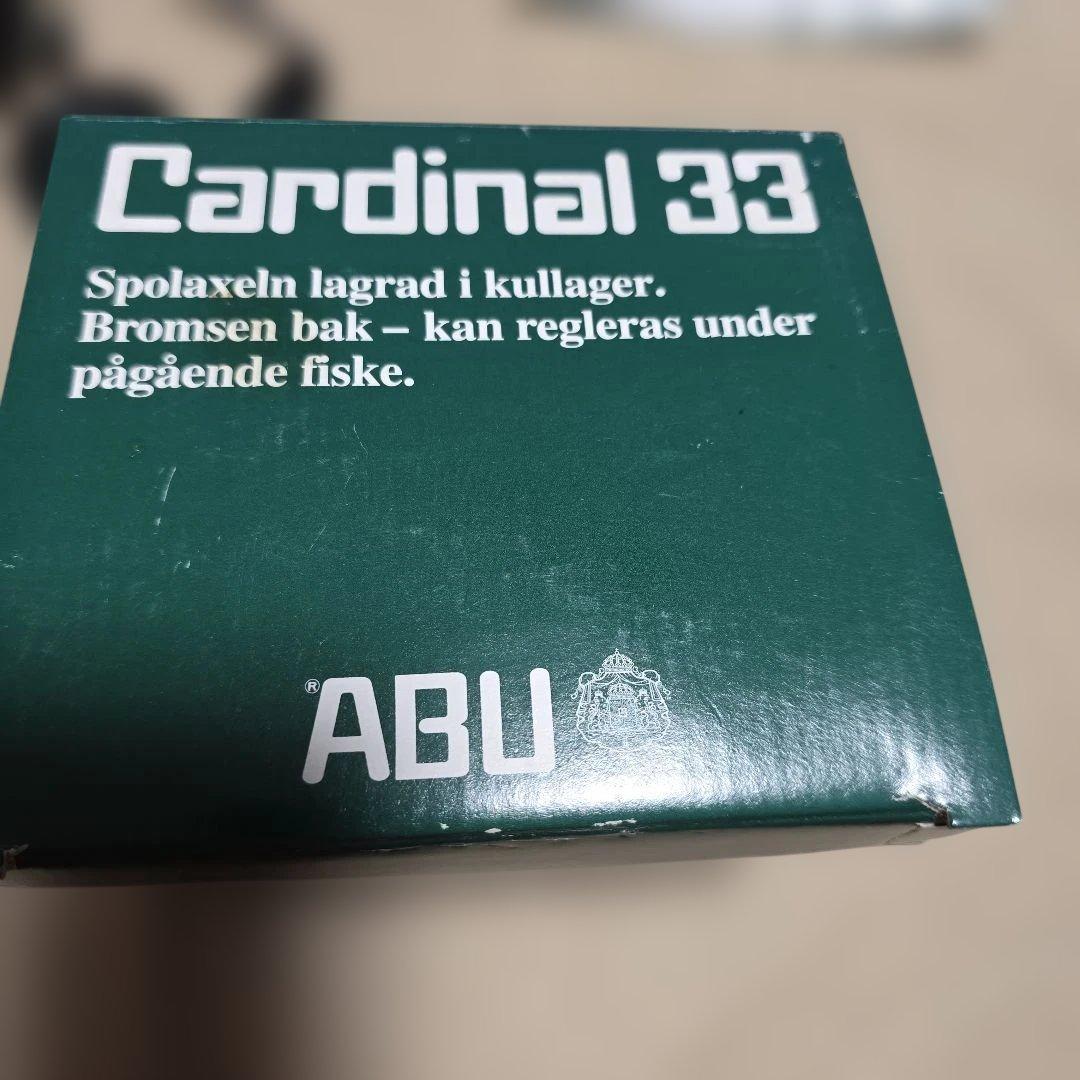 Cardinal 33
Spolaxeln lagrad i kullager.
Bromsen bak – kan regleras under
pågående fiske.
®ABU